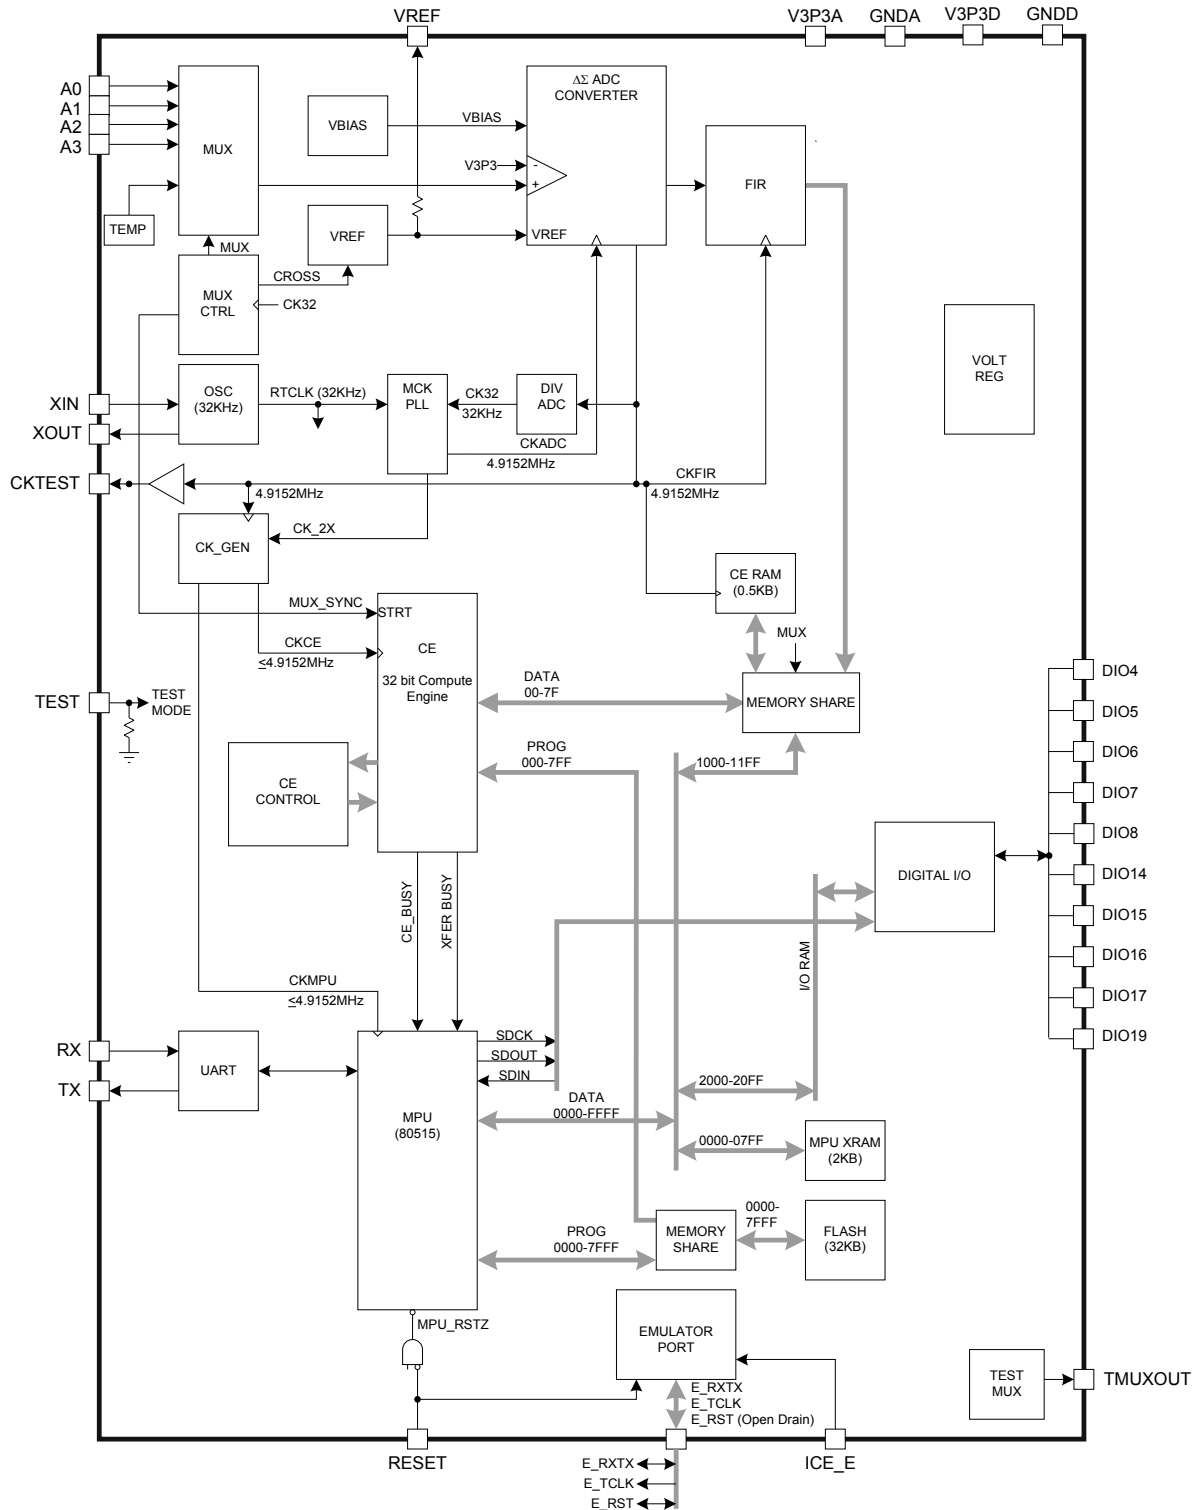 VREF
V3P3A
GNDA
V3P3D
GNDD
A0
A1
A2
A3
MUX
TEMP
VBIAS
VBIAS
ΔΣ ADC
CONVERTER
V3P3
-
+
VREF
VREF
FIR
MUX
MUX
CTRL
CROSS
CK32
VOLT
REG
XIN
XOUT
OSC
(32KHz)
RTCLK (32KHz)
MCK
PLL
CK32
32KHz
DIV
ADC
CKADC
4.9152MHz
CKTEST
4.9152MHz
CKFIR
4.9152MHz
CK_GEN
CK_2X
CE RAM
(0.5KB)
MUX_SYNC
STRT
CKCE
≤4.9152MHz
CE
32 bit Compute
Engine
MUX
DATA
00-7F
MEMORY SHARE
TEST
TEST
MODE
CE
CONTROL
PROG
000-7FF
1000-11FF
DIO4
DIO5
DIO6
DIO7
DIO8
DIO14
DIO15
DIO16
DIO17
DIO19
DIGITAL I/O
CE_BUSY
XFER BUSY
I/O RAM
CKMPU
≤4.9152MHz
RX
TX
UART
SDCK
SDOUT
SDIN
MPU
(80515)
DATA
0000-FFFF
2000-20FF
0000-07FF
MPU XRAM
(2KB)
PROG
0000-7FFF
MEMORY
SHARE
0000-
7FFF
FLASH
(32KB)
MPU_RSTZ
EMULATOR
PORT
E_RXTX
E_TCLK
E_RST (Open Drain)
TEST
MUX
TMUXOUT
RESET
ICE_E
E_RXTX
E_TCLK
E_RST